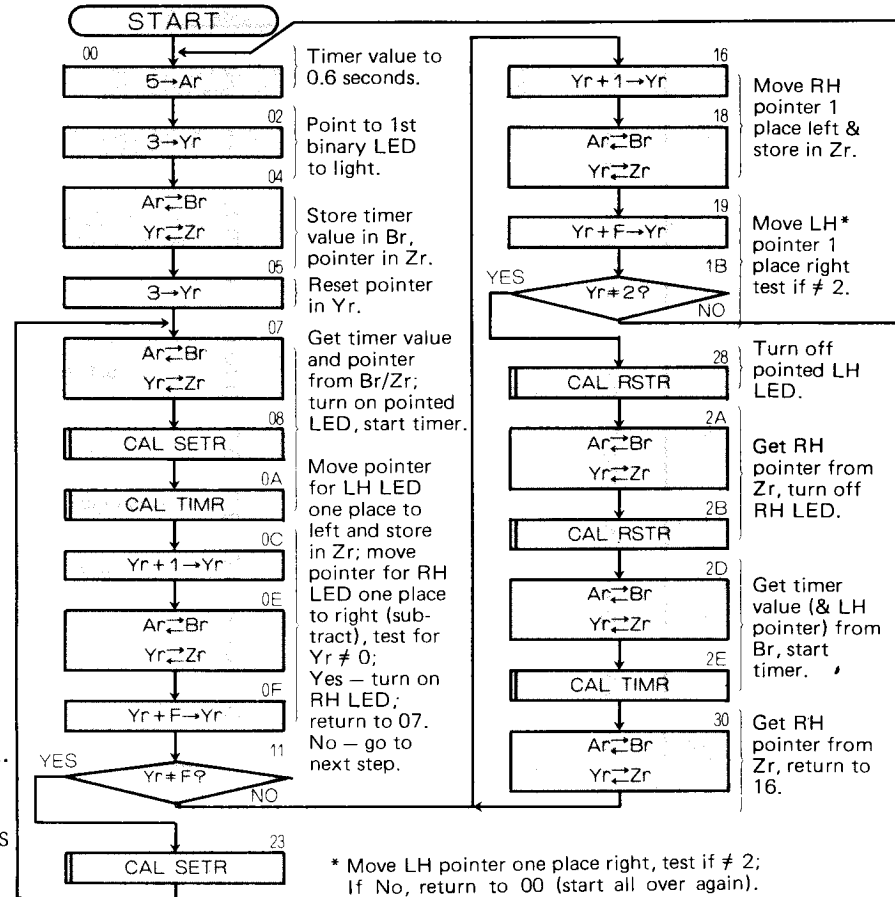 START
00
5→Ar
Timer value to
0.6 seconds.
02
3→Yr
Point to 1st
binary LED
to light.
04
Ar⇄Br
Yr⇄Zr
Store timer
value in Br,
pointer in Zr.
05
3→Yr
Reset pointer
in Yr.
07
Ar⇄Br
Yr⇄Zr
Get timer value
and pointer
from Br/Zr;
turn on pointed
LED, start timer.
08
CAL SETR
0A
CAL TIMR
Move pointer
for LH LED
one place to
left and store
in Zr; move
pointer for RH
LED one place
to right (sub-
tract), test for
Yr ≠ 0;
Yes — turn on
RH LED,
return to 07.
No — go to
next step.
0C
Yr + 1→Yr
0E
Ar⇄Br
Yr⇄Zr
0F
Yr + F→Yr
11
YES
Yr≠F?
NO
23
CAL SETR
S
16
Yr + 1→Yr
18
Ar⇄Br
Yr⇄Zr
Move RH
pointer 1
place left &
store in Zr.
19
Yr + F→Yr
1B
YES
Yr≠2?
NO
Move LH*
pointer 1
place right
test if ≠ 2.
28
CAL RSTR
Turn off
pointed LH
LED.
2A
Ar⇄Br
Yr⇄Zr
2B
CAL RSTR
Get RH
pointer from
Zr, turn off
RH LED.
2D
Ar⇄Br
Yr⇄Zr
2E
CAL TIMR
Get timer
value (& LH
pointer) from
Br, start
timer.
30
Ar⇄Br
Yr⇄Zr
Get RH
pointer from
Zr, return to
16.
* Move LH pointer one place right, test if ≠ 2;
If No, return to 00 (start all over again).